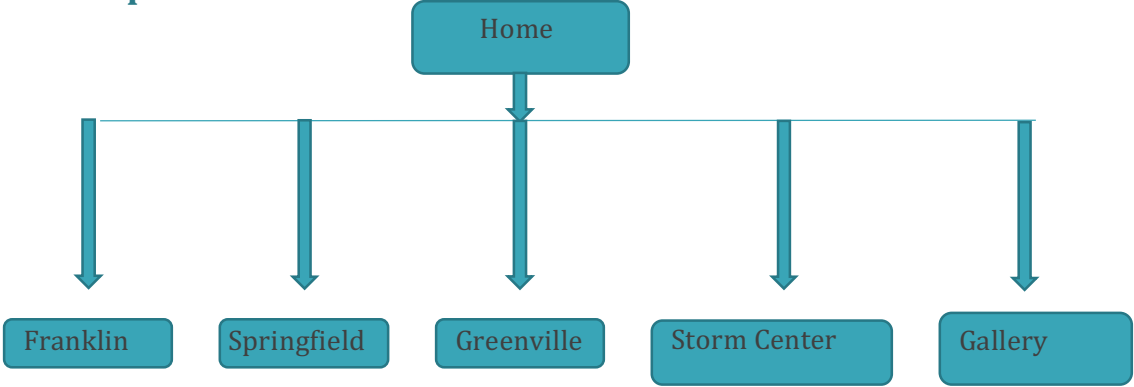 Home
Franklin
Springfield
Greenville
Storm Center
Gallery